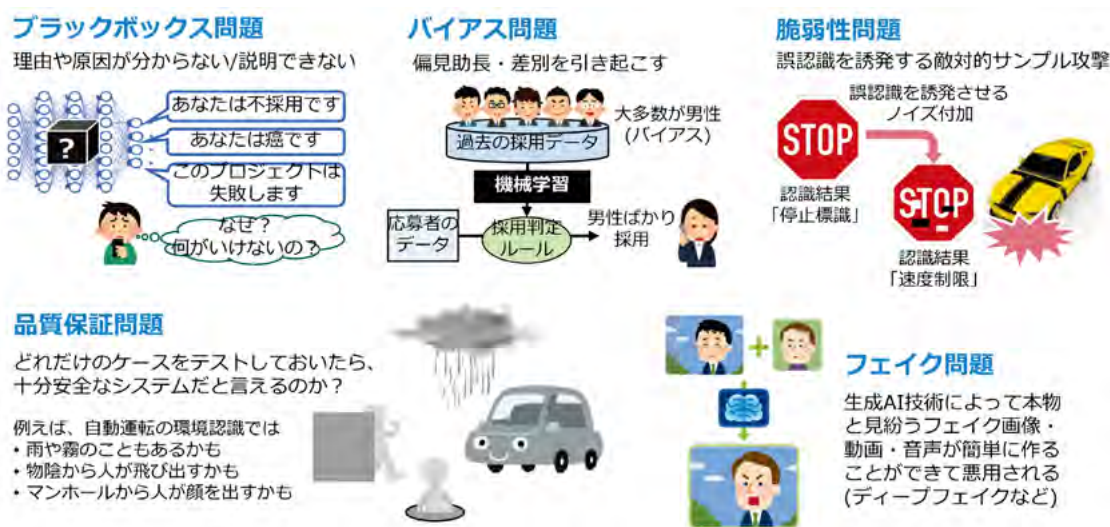 ブラックボックス問題
理由や原因が分からない/説明できない
あなたは不採用です
あなたは癌です
このプロジェクトは
失敗します
?
なぜ？
何がいけないの？
バイアス問題
偏見助長・差別を引き起こす
大多数が男性
(バイアス)
過去の採用データ
機械学習
応募者の
データ
採用判定
ルール
男性ばかり
採用
脆弱性問題
誤認識を誘発する敵対的サンプル攻撃
誤認識を誘発させる
ノイズ付加
STOP
認識結果
「停止標識」
STOP
認識結果
「速度制限」
品質保証問題
どれだけのケースをテストしておいたら、
十分安全なシステムだと言えるのか？
例えば、自動運転の環境認識では
• 雨や霧のこともあるかも
• 物陰から人が飛び出すかも
• マンホールから人が顔を出すかも
フェイク問題
生成AI技術によって本物
と見紛うフェイク画像・
動画・音声が簡単に作る
ことができて悪用される
(ディープフェイクなど)